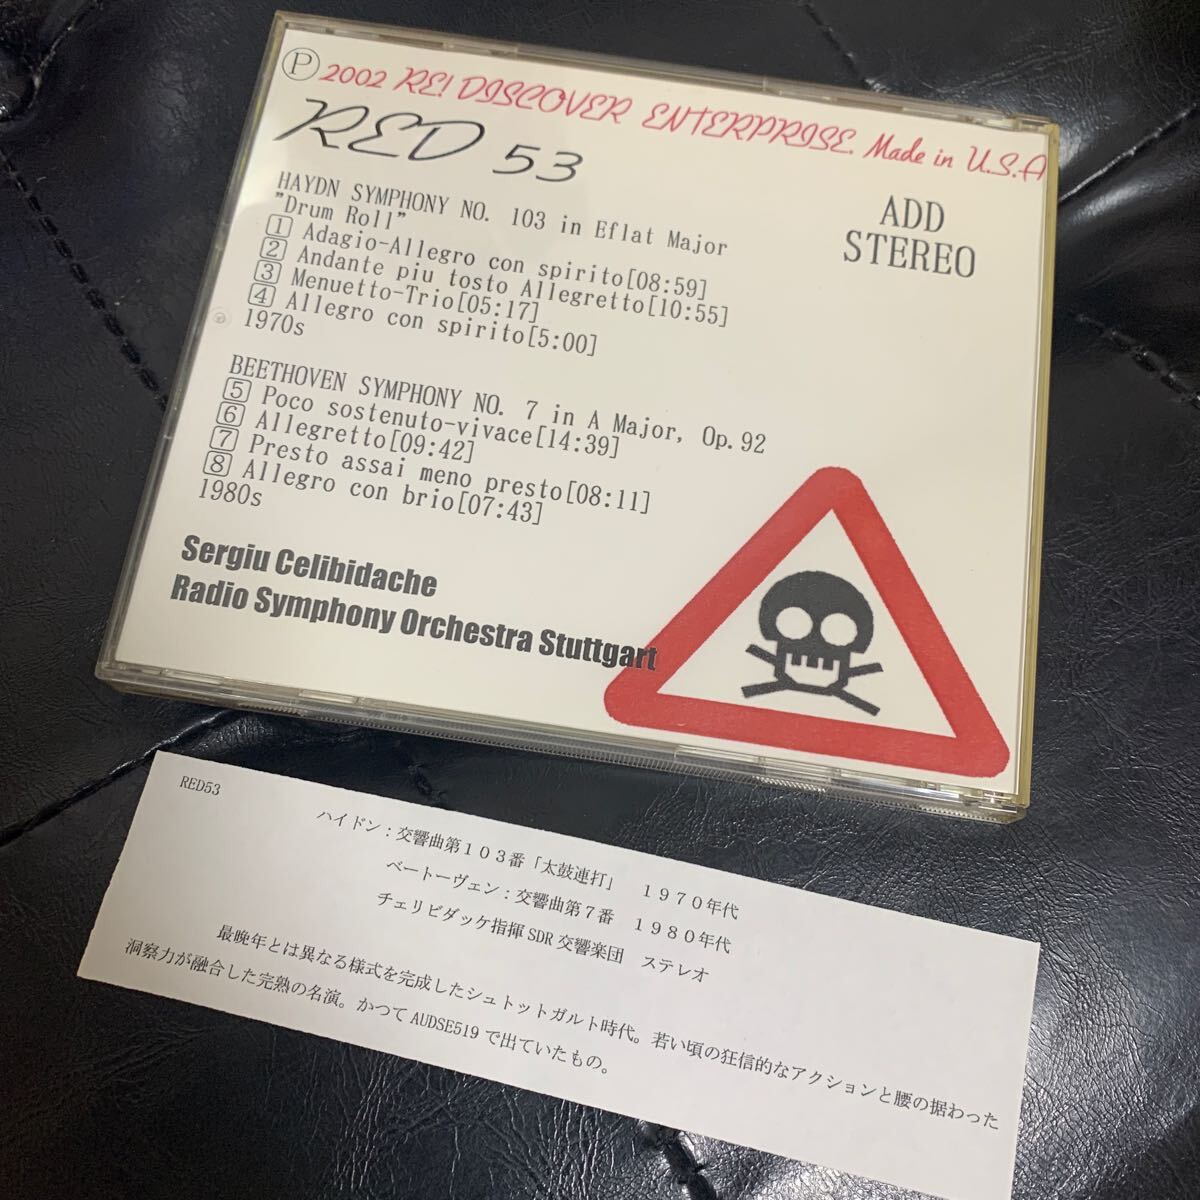 Ⓟ 2002 RE! DISCOVER ENTERPRISE. Made in U.S.A
RED 53
ADD
STEREO
HAYDN SYMPHONY NO. 103 in Eflat Major
"Drum Roll"
1 Adagio-Allegro con spirito[08:59]
2 Andante piu tosto Allegretto[10:55]
3 Menuetto-Trio[05:17]
4 Allegro con spirito[5:00]
1970s
BEETHOVEN SYMPHONY NO. 7 in A Major, Op.92
5 Poco sostenuto-vivace[14:39]
6 Allegretto[09:42]
7 Presto assai meno presto[08:11]
8 Allegro con brio[07:43]
1980s
Sergiu Celibidache
Radio Symphony Orchestra Stuttgart
RED53
ハイドン：交響曲第１０３番「太鼓連打」　１９７０年代
ベートーヴェン：交響曲第７番　１９８０年代
チェリビダッケ指揮 SDR 交響楽団　ステレオ
最晩年とは異なる様式を完成したシュトットガルト時代。若い頃の狂信的なアクションと腰の据わった
洞察力が融合した完熟の名演。かつて AUDSE519 で出ていたもの。